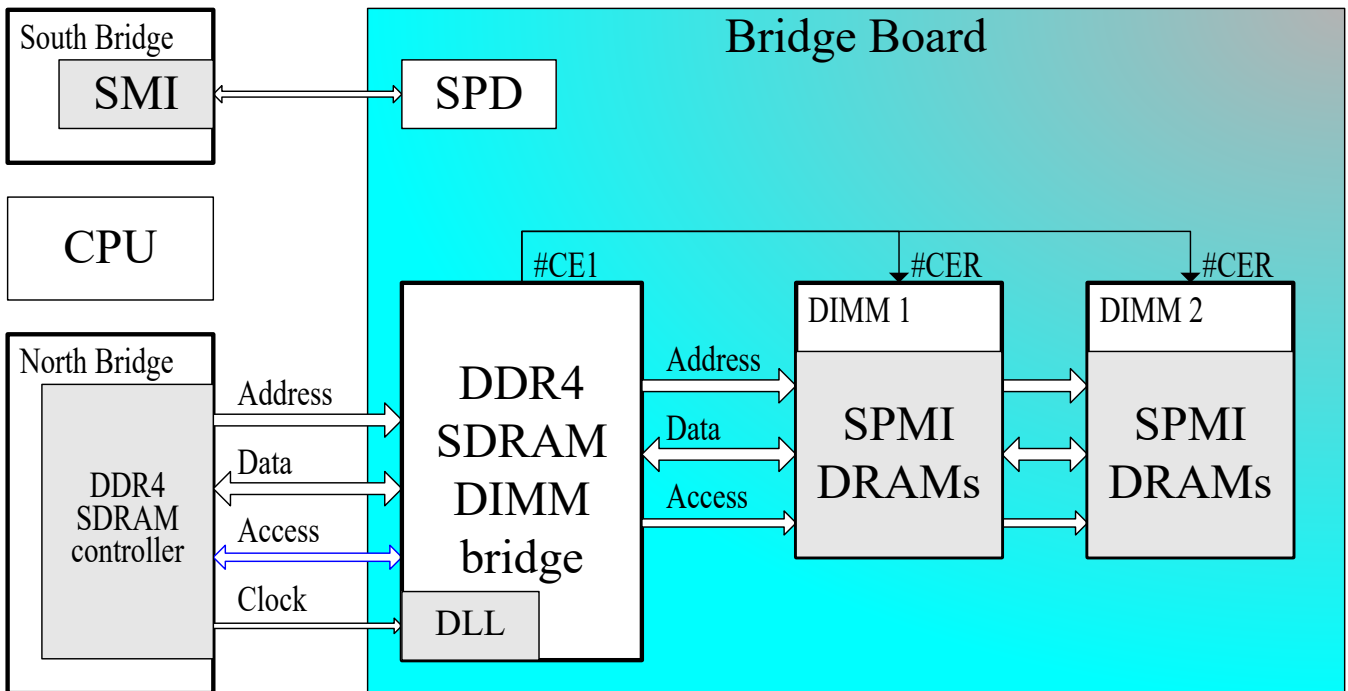 South Bridge
SMI
SPD
Bridge Board
CPU
#CE1
#CER
#CER
North Bridge
DDR4
SDRAM
controller
Address
Data
Access
Clock
DDR4
SDRAM
DIMM
bridge
DLL
Address
Data
Access
DIMM 1
SPMI
DRAMs
DIMM 2
SPMI
DRAMs